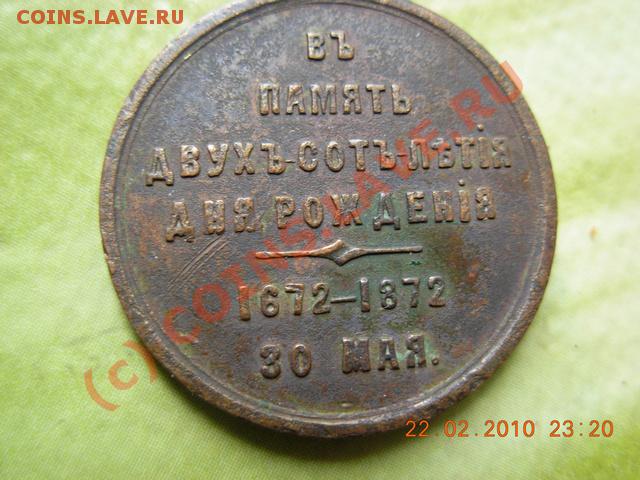 COINS.LAVE.RU
ВЪ
ПАМЯТЬ
ДВУХЪ-СОТЪ-ЛѢТІЯ
ДНЯ РОЖДЕНІЯ
1672-1872
30 МАЯ.
(c) COINS.LAVE.RU
22.02.2010 23:20